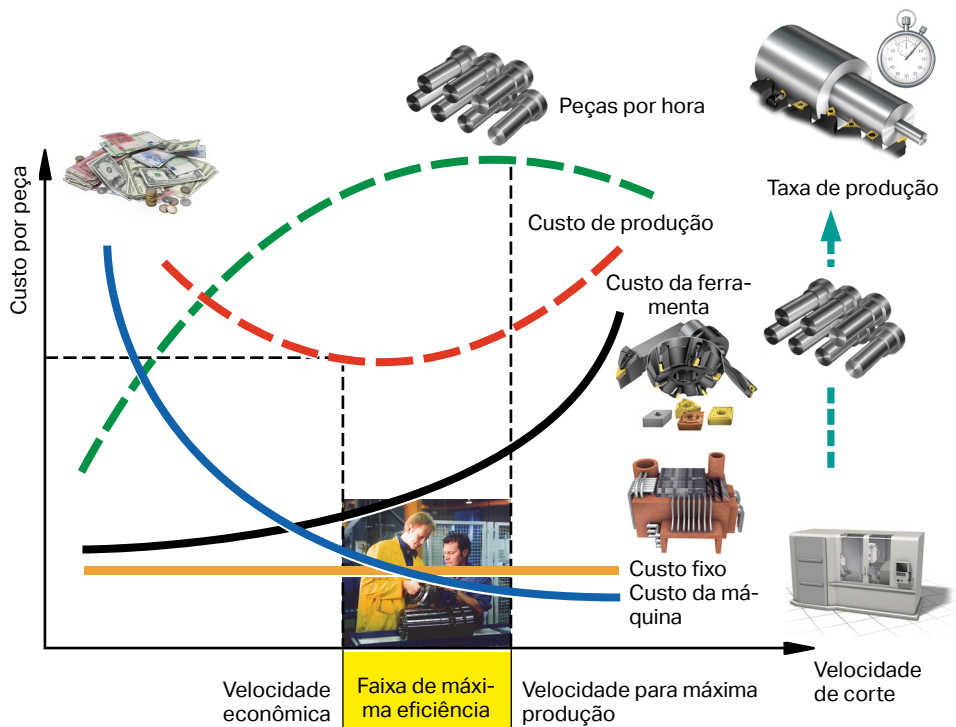 Peças por hora
Taxa de produção
Custo por peça
Custo de produção
Custo da ferra-
menta
Custo fixo
Custo da má-
quina
Velocidade
econômica
Faixa de máxi-
ma eficiência
Velocidade para máxima
produção
Velocidade
de corte